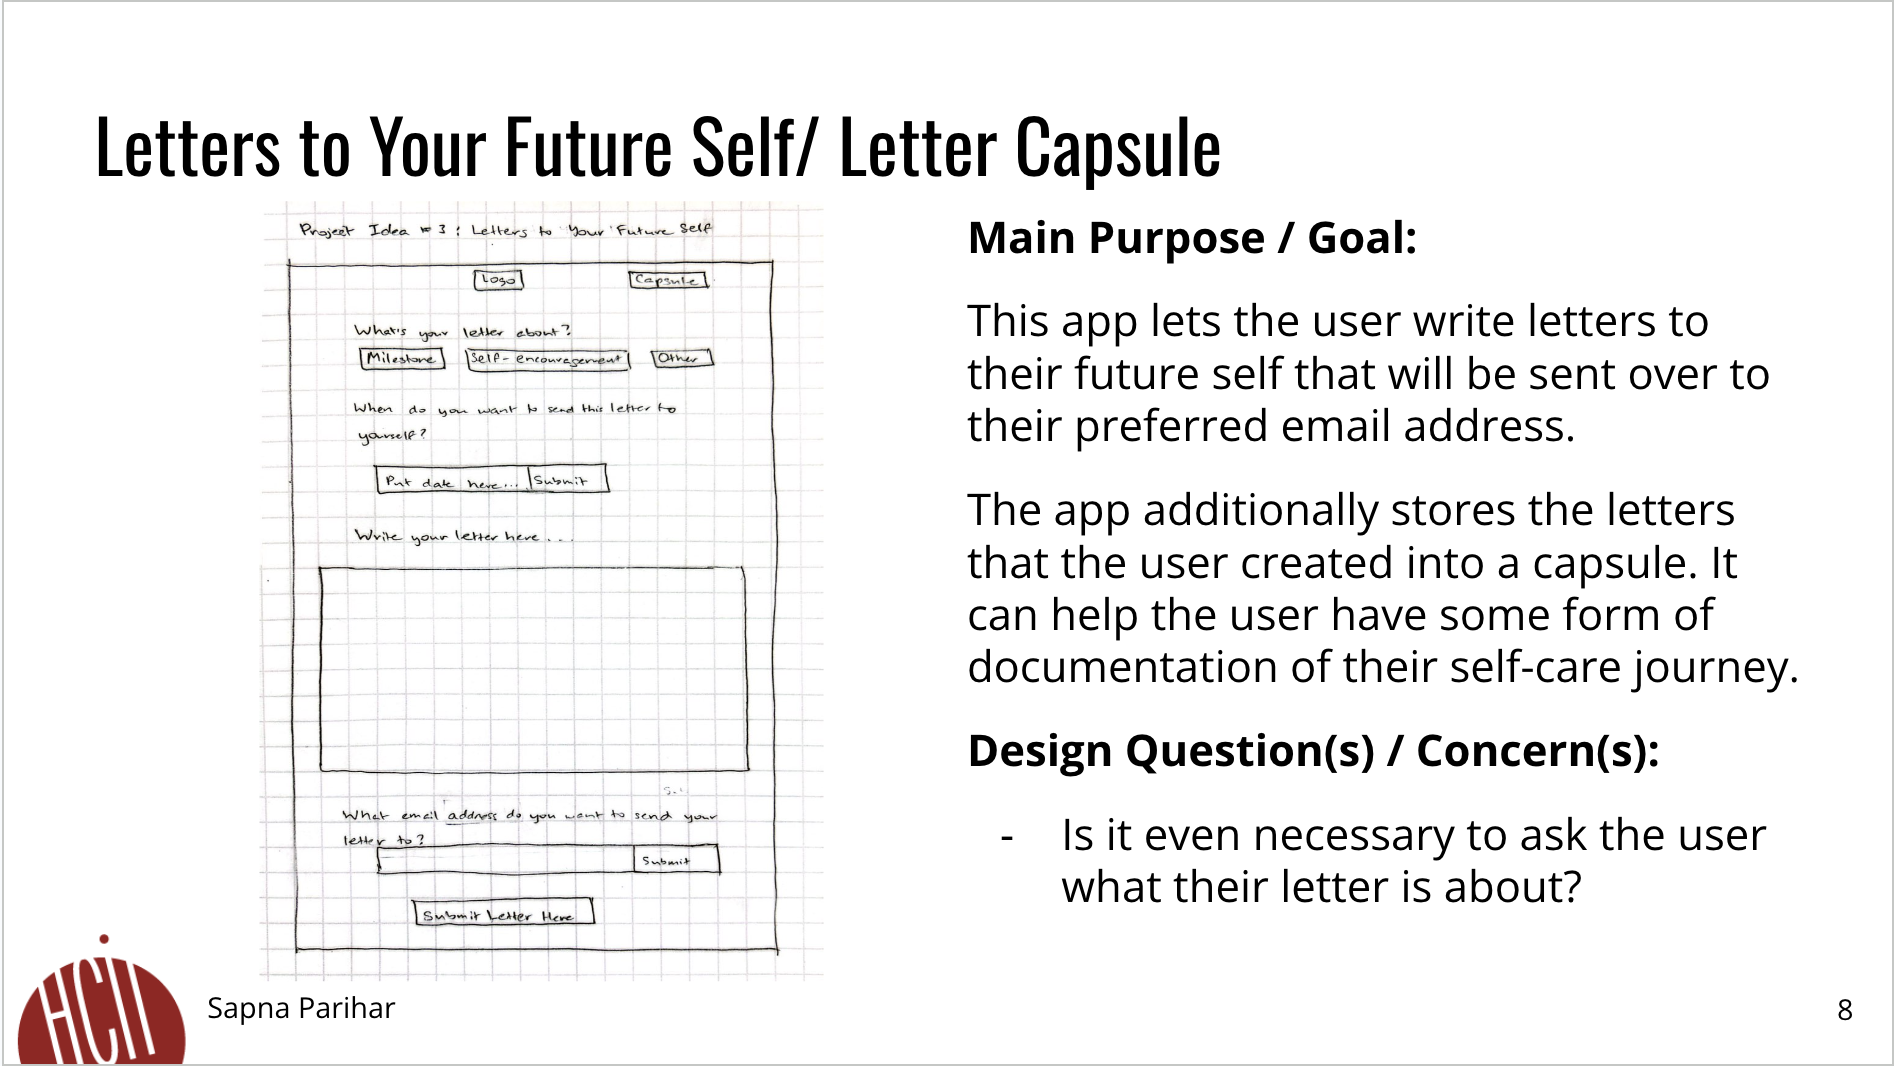 Letters to Your Future Self/ Letter Capsule
Project Idea # 3 : Letters to Your Future Self
Logo
Capsule
What's your letter about?
Milestone
Self- encouragement
Other
When do you want to send this letter to
yourself?
Put date here...
Submit
Write your letter here ...
What email address do you want to send your
letter to?
Submit
Submit Letter Here
Main Purpose / Goal:
This app lets the user write letters to
their future self that will be sent over to
their preferred email address.
The app additionally stores the letters
that the user created into a capsule. It
can help the user have some form of
documentation of their self-care journey.
Design Question(s) / Concern(s):
- Is it even necessary to ask the user
what their letter is about?
HCII
Sapna Parihar
8